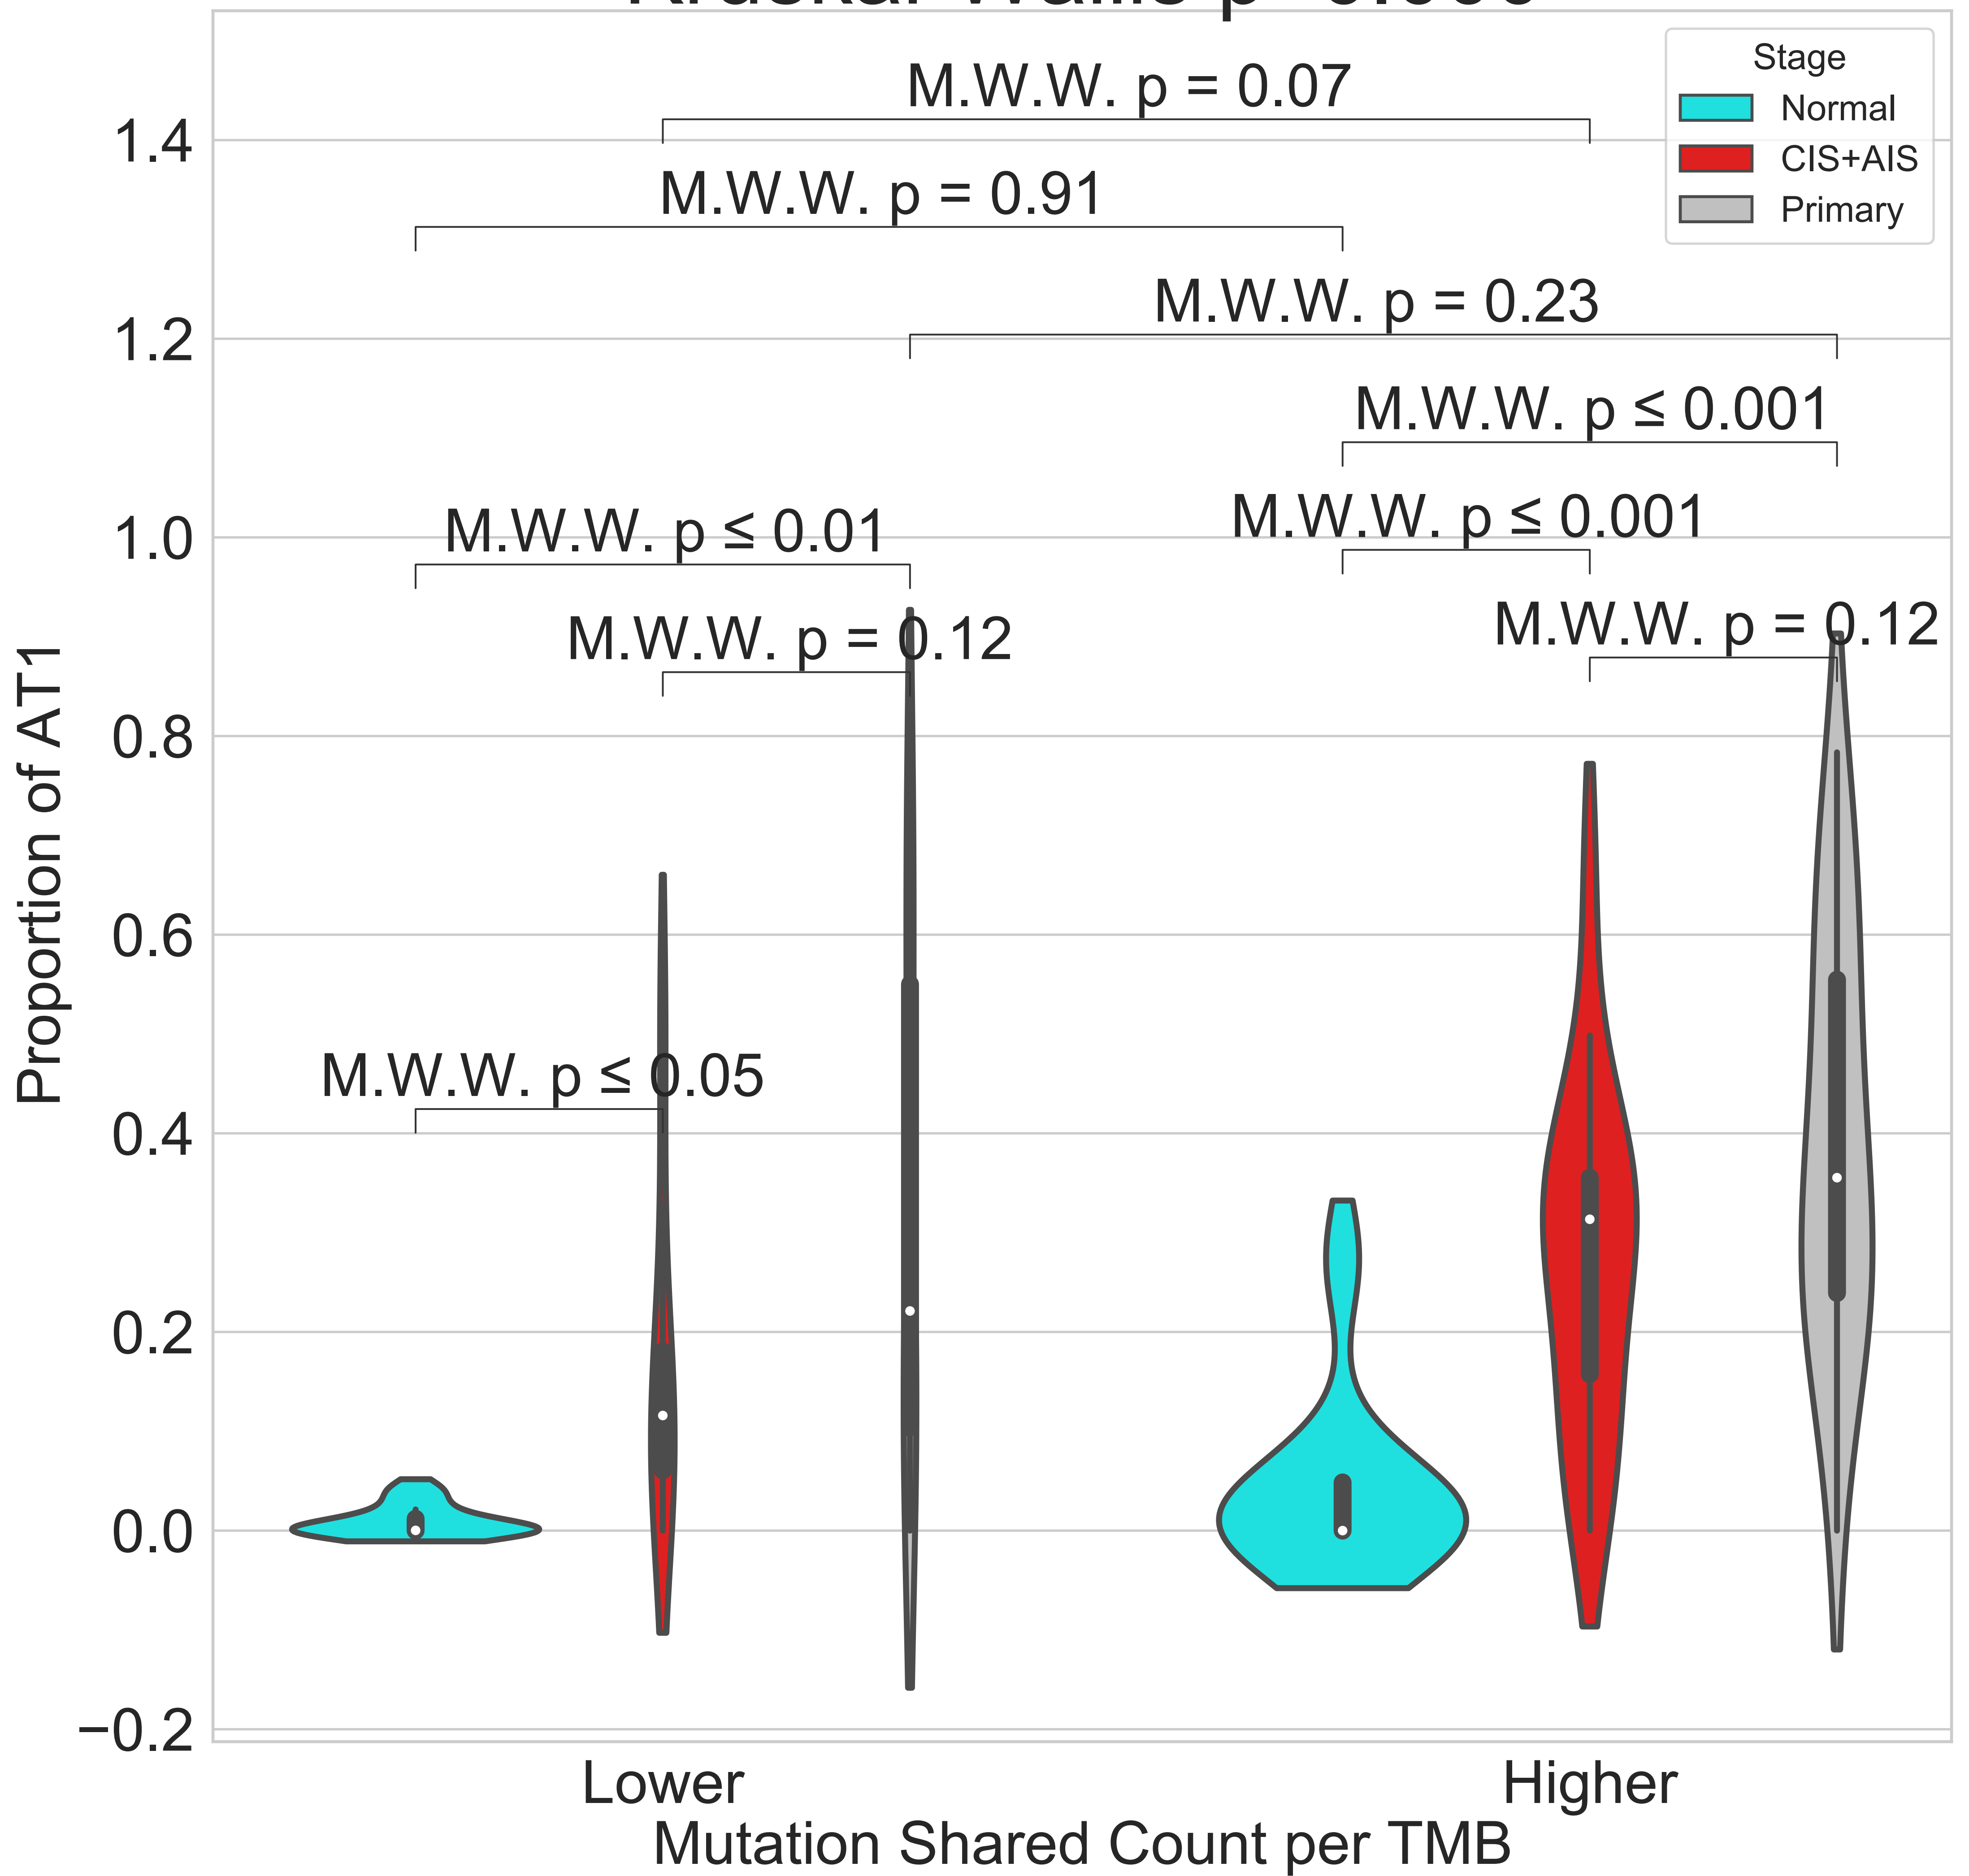 Stage
Normal
CIS+AIS
Primary
M.W.W. p = 0.07
M.W.W. p = 0.91
M.W.W. p = 0.23
M.W.W. p ≤ 0.001
M.W.W. p ≤ 0.001
M.W.W. p ≤ 0.01
M.W.W. p = 0.12
M.W.W. p = 0.12
M.W.W. p ≤ 0.05
Proportion of AT1
1.4
1.2
1.0
0.8
0.6
0.4
0.2
0.0
−0.2
Lower
Higher
Mutation Shared Count per TMB